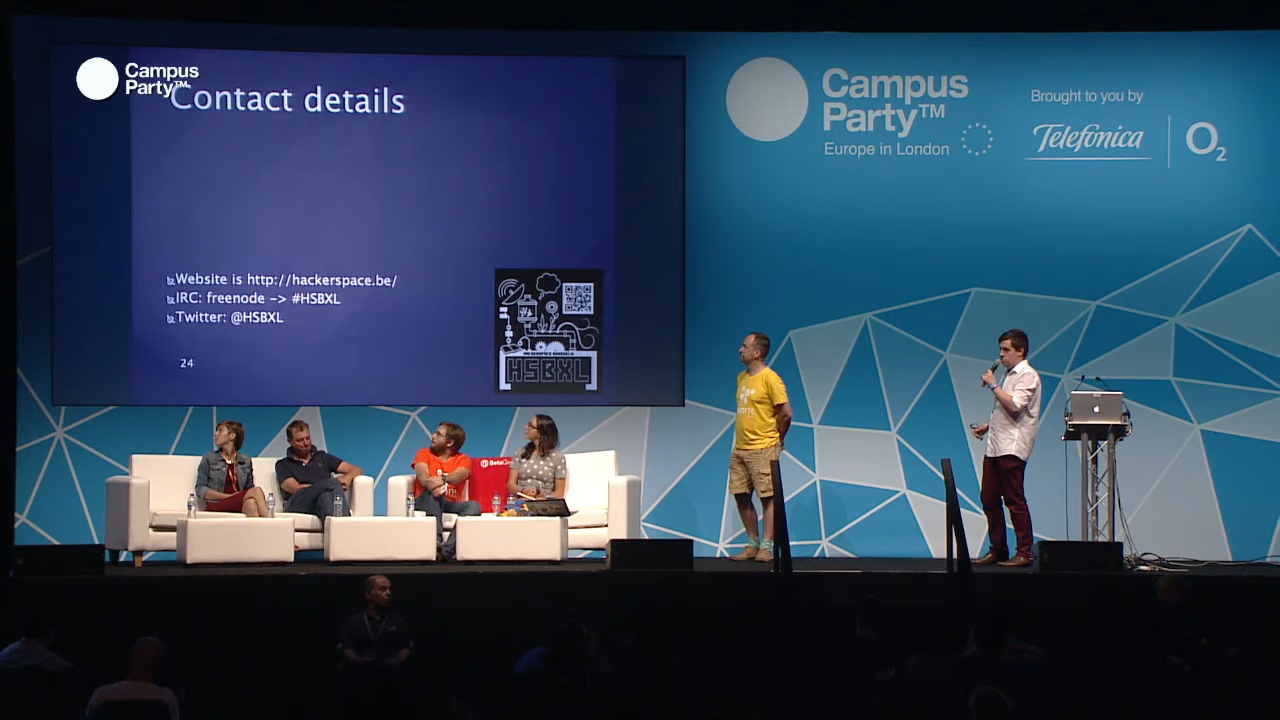 Campus
Party™
Contact details
Website is http://hackerspace.be/
IRC: freenode -> #HSBXL
Twitter: @HSBXL
24
HSBXL
Campus
Party™
Europe in London
Brought to you by
Telefónica
O2